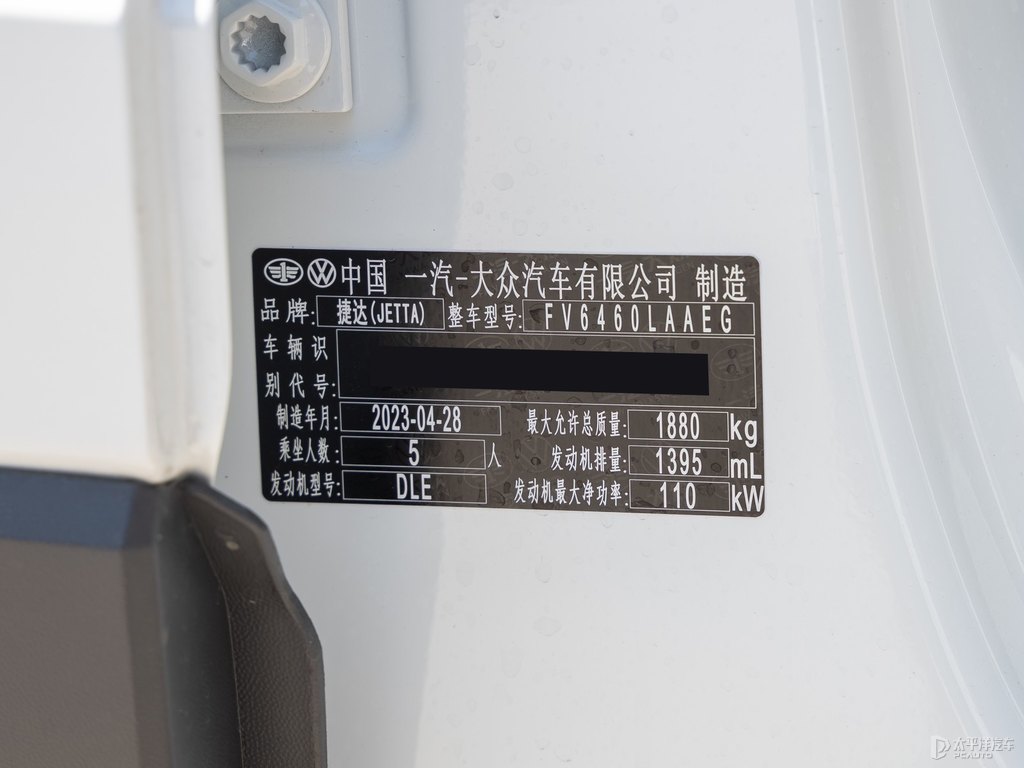 中国 一汽-大众汽车有限公司 制造
品牌: 捷达(JETTA) 整车型号: FV6460LAAEG
车辆识
别代号:
制造年月: 2023-04-28 最大允许总质量: 1880 kg
乘坐人数: 5 人 发动机排量: 1395 mL
发动机型号: DLE 发动机最大净功率: 110 kW
太平洋汽车
PCAUTO